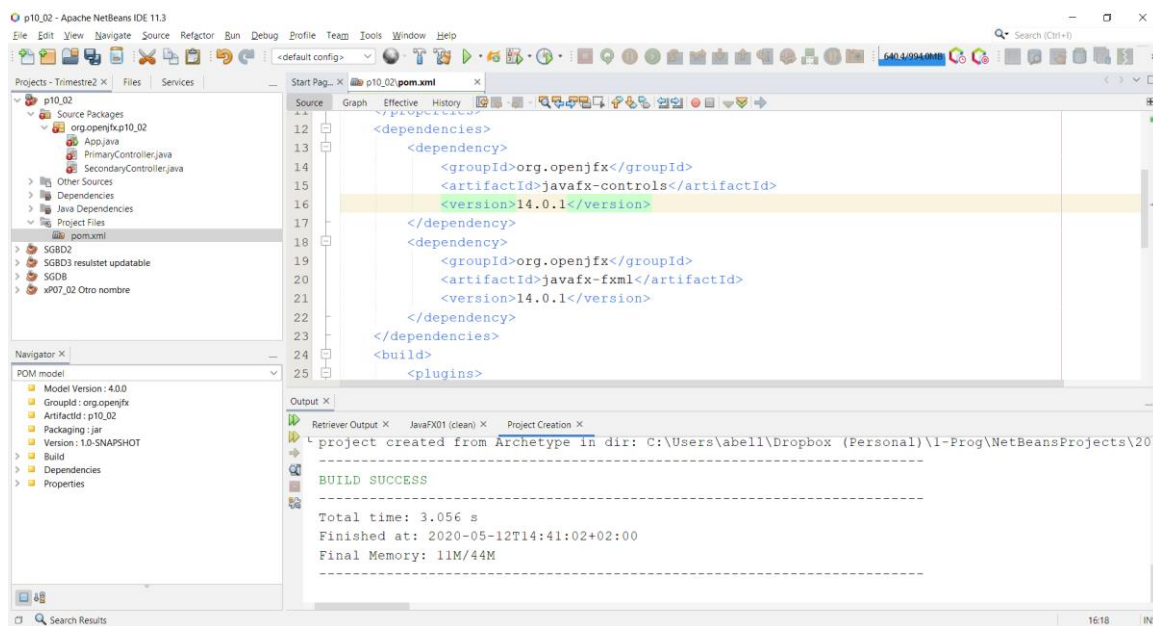 p10_02 - Apache NetBeans IDE 11.3
File Edit View Navigate Source Refactor Run Debug Profile Team Tools Window Help
Search (Ctrl+I)
<default config>
640.4/994.0MB
Projects - Trimestre2 Files Services
p10_02
Source Packages
org.openjfx.p10_02
App.java
PrimaryController.java
SecondaryController.java
Other Sources
Dependencies
Java Dependencies
Project Files
pom.xml
SGBD2
SGBD3 resulstet updatable
SGDB
xP07_02 Otro nombre
Navigator
POM model
Model Version : 4.0.0
GroupId : org.openjfx
ArtifactId : p10_02
Packaging : jar
Version : 1.0-SNAPSHOT
Build
Dependencies
Properties
Start Pag... p10_02\pom.xml
Source Graph Effective History
11 </properties>
12 <dependencies>
13 <dependency>
14 <groupId>org.openjfx</groupId>
15 <artifactId>javafx-controls</artifactId>
16 <version>14.0.1</version>
17 </dependency>
18 <dependency>
19 <groupId>org.openjfx</groupId>
20 <artifactId>javafx-fxml</artifactId>
21 <version>14.0.1</version>
22 </dependency>
23 </dependencies>
24 <build>
25 <plugins>
Output
Retriever Output JavaFX01 (clean) Project Creation
project created from Archetype in dir: C:\Users\abell\Dropbox (Personal)\1-Prog\NetBeansProjects\20
------------------------------------------------------------------------
BUILD SUCCESS
------------------------------------------------------------------------
Total time: 3.056 s
Finished at: 2020-05-12T14:41:02+02:00
Final Memory: 11M/44M
------------------------------------------------------------------------
Search Results
16:18 IN